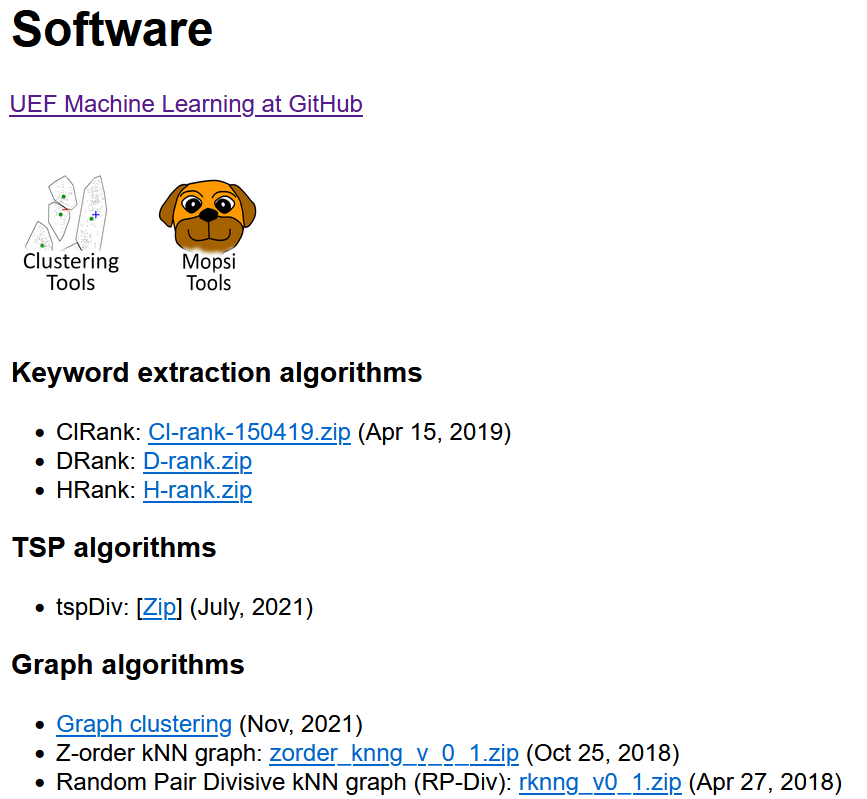 Software
UEF Machine Learning at GitHub
Clustering
Tools
Mopsi
Tools
Keyword extraction algorithms
ClRank: Cl-rank-150419.zip (Apr 15, 2019)
DRank: D-rank.zip
HRank: H-rank.zip
TSP algorithms
tspDiv: [Zip] (July, 2021)
Graph algorithms
Graph clustering (Nov, 2021)
Z-order kNN graph: zorder_knng_v_0_1.zip (Oct 25, 2018)
Random Pair Divisive kNN graph (RP-Div): rknng_v0_1.zip (Apr 27, 2018)